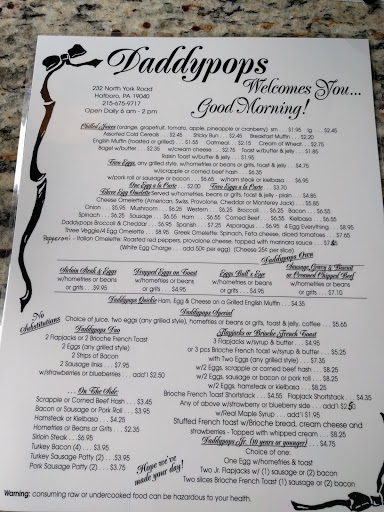 Daddypops
232 North York Road
Hatboro, PA 19040
215-675-9717
Open Daily 6 am - 2 pm
Welcomes You...
Good Morning!
Chilled Juices (orange, grapefruit, tomato, apple, pineapple or cranberry) sm ... $1.95 lg ... $2.45
Assorted Cold Cereals ... $2.45 Sticky Bun ... $2.45 Breakfast Muffin ... $2.20
English Muffin (toasted or grilled) ... $1.55 Oatmeal ... $2.75 Cream of Wheat ... $2.75
Bagel w/butter ... $2.35 w/cream cheese ... $2.75 Toast w/butter & jelly ... $1.85
Raisin Toast w/butter & jelly ... $1.95
Two Eggs, any grilled style, w/homefries or beans or grits, toast & jelly ... $4.75
w/scrapple or corned beef hash ... $6.95
w/pork roll or sausage or bacon ... $6.65 w/ham steak or kielbasa ... $6.95
One Egg a la Carte ... $2.00 Two Eggs a la Carte ... $3.70
Three Egg Omelette Served w/homefries, beans or grits, toast & jelly - plain ... $4.85
Cheese Omelette (American, Swiss, Provolone, Cheddar or Monterey Jack) ... $5.85
Onion ... $5.95 Mushroom ... $6.25 Western ... $6.25 Broccoli ... $6.25 Bacon ... $6.55
Spinach ... $6.25 Sausage ... $6.55 Ham ... $6.55 Corned Beef Hash ... $6.55 Kielbasa ... $6.85
Daddypops Broccoli & Cheddar ... $6.95 Spanish ... $7.25 Asparagus ... $6.95 4 Egg Everything ... $8.95
Three Veggie/4 Egg Omelette ... $8.95 Greek Omelette: Spinach, Feta cheese, diced tomatoes ... $7.65
Pepperoni - Italian Omelette: Roasted red peppers, provolone cheese, topped with marinara sauce ...
(White Egg Charge ... add 50¢ per egg) (Cheese 25¢ per slice)
Daddypops Own
Sirloin Steak & Eggs
w/homefries or beans
or grits ... $9.95
Dropped Eggs on Toast
w/homefries or beans
or grits ... $4.95
Eggs Bull's Eye
w/homefries or beans
or grits ... $4.95
Sausage, Gravy & Biscuit
or Creamed Chipped Beef
w/homefries or beans
or grits ... $7.10
Daddypops Quickie Ham, Egg & Cheese on a Grilled English Muffin ... $4.35
No
Substitutions
Daddypops Special
Choice of juice, two eggs (any grilled style), homefries or beans or grits, toast & jelly, coffee ... $5.65
Daddypops Duo
2 Flapjacks or 2 Brioche French Toast
2 Eggs (any grilled style)
2 Strips of Bacon
2 Sausage links ... $7.95
w/strawberries or blueberries ... add'l $2.50
Flapjacks or Brioche French Toast
3 Flapjacks w/syrup & butter ... $4.95
or 3 pcs Brioche French toast w/syrup & butter ... $5.25
with Two Eggs (any grilled style) ... $7.35
w/2 Eggs, scrapple or corned beef hash ... $8.25
w/2 Eggs, sausage or bacon or pork roll ... $8.25
w/2 Eggs, hamsteak or kielbasa ... $8.25
Brioche French Toast Shortstack ... $4.55 Flapjack Shortstack ... $4.35
Any of above w/strawberry or blueberry side ... add'l $2.50
w/Real Maple Syrup ... add'l $1.95
Stuffed French toast w/Brioche bread, cream cheese and
strawberries - Topped with whipped cream ... $8.25
On The Side
Scrapple or Corned Beef Hash ... $3.45
Bacon or Sausage or Pork Roll ... $3.95
Hamsteak or Kielbasa ... $4.25
Homefries or Beans or Grits ... $2.35
Sirloin Steak ... $6.95
Turkey Bacon (4) ... $3.95
Turkey Sausage Patty (2) ... $3.75
Pork Sausage Patty (2) ... $3.75
Hope we've
made your day!
Daddypops Jr. (10 years or younger) ... $4.75
Choice of one:
One Egg w/homefries & toast
Two Jr. Flapjacks w/(1) sausage or (2) bacon
Two slices Brioche French Toast (1) sausage or (2) bacon
Warning: consuming raw or undercooked food can be hazardous to your health.